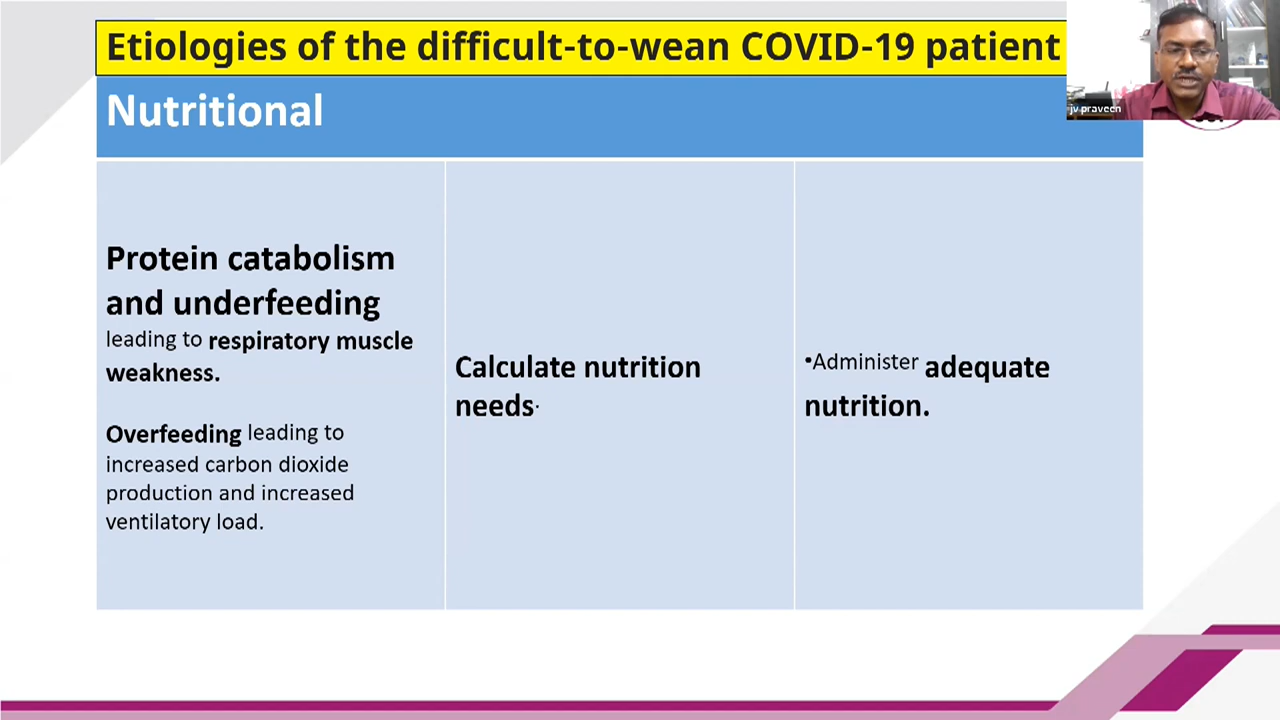 Etiologies of the difficult-to-wean COVID-19 patient
jv praveen
Nutritional
Protein catabolism
and underfeeding
leading to respiratory muscle
weakness.
Overfeeding leading to
increased carbon dioxide
production and increased
ventilatory load.
Calculate nutrition
needs.
•Administer adequate
nutrition.